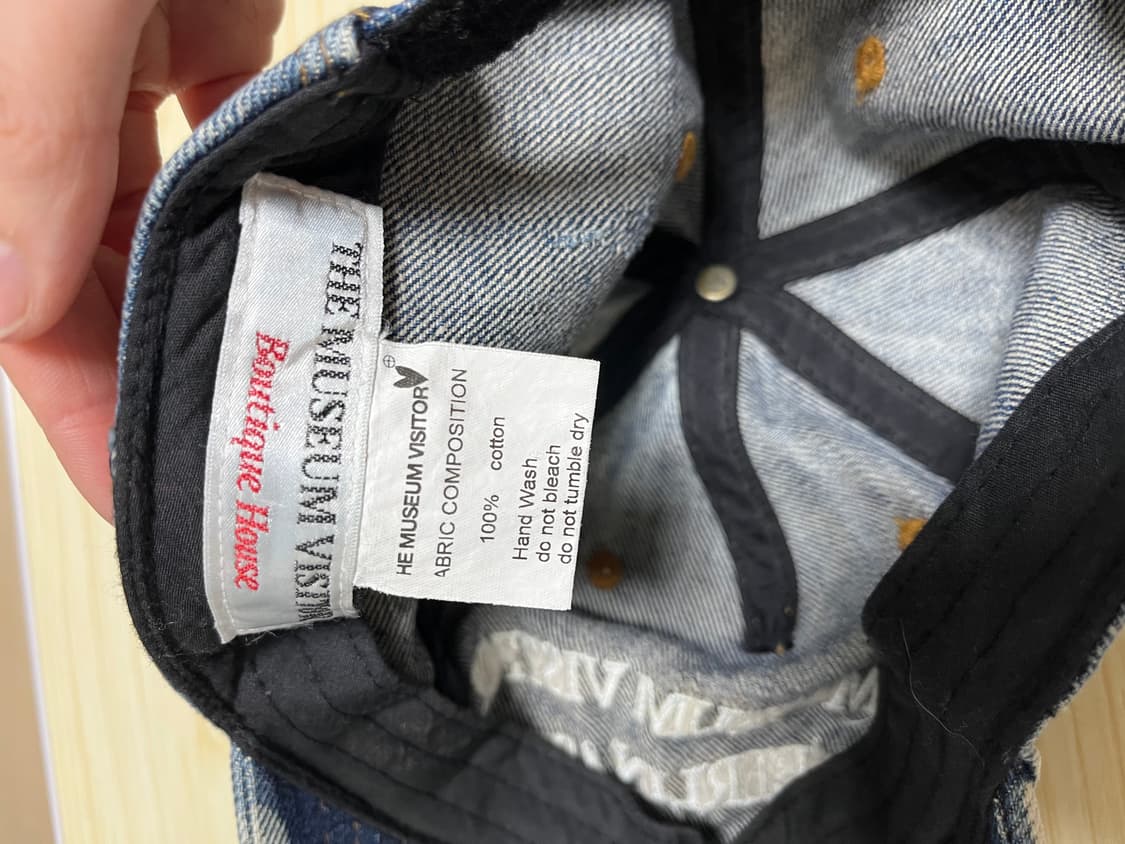 THE MUSEUM VISITOR
Boutique House
HE MUSEUM VISITOR
ABRIC COMPOSITION
100% cotton
Hand Wash
do not bleach
do not tumble dry